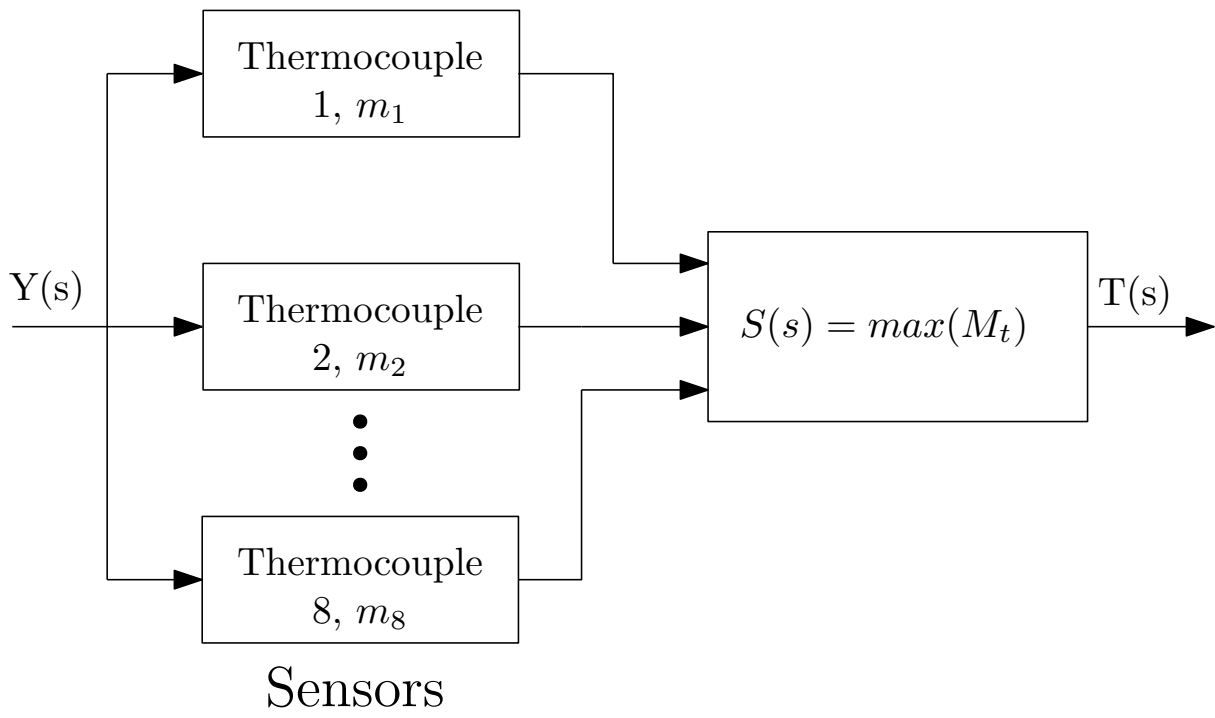 Thermocouple
1, m₁
Y(s)
Thermocouple
2, m₂
S(s) = max(Mₜ)
T(s)
Thermocouple
8, m₈
Sensors